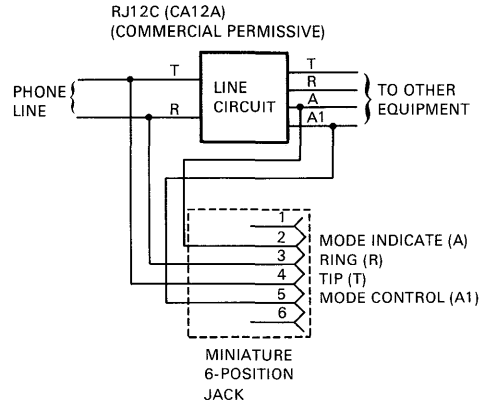 RJ12C (CA12A)
(COMMERCIAL PERMISSIVE)
PHONE
LINE
T
R
LINE
CIRCUIT
T
R
A
A1
TO OTHER
EQUIPMENT
1
2 MODE INDICATE (A)
3 RING (R)
4 TIP (T)
5 MODE CONTROL (A1)
6
MINIATURE
6-POSITION
JACK